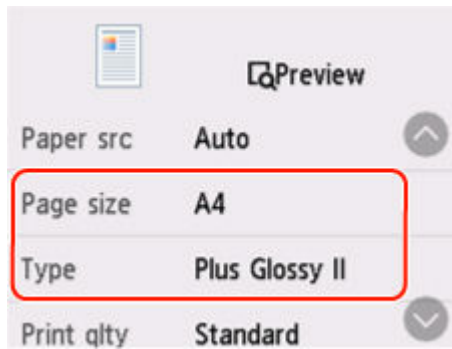 Preview
Paper src Auto
Page size A4
Type Plus Glossy II
Print qlty Standard